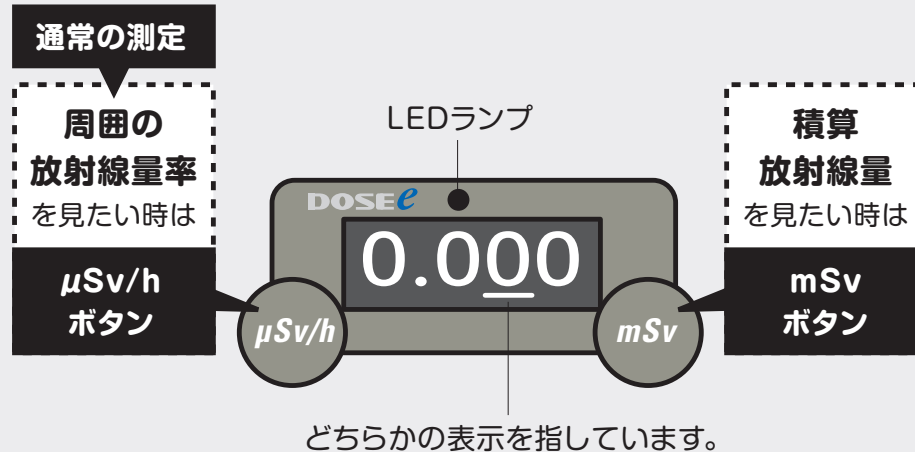 通常の測定
周囲の
放射線量率
を見たい時は
μSv/h
ボタン
LEDランプ
DOSEe
0.000
μSv/h
mSv
どちらかの表示を指しています。
積算
放射線量
を見たい時は
mSv
ボタン